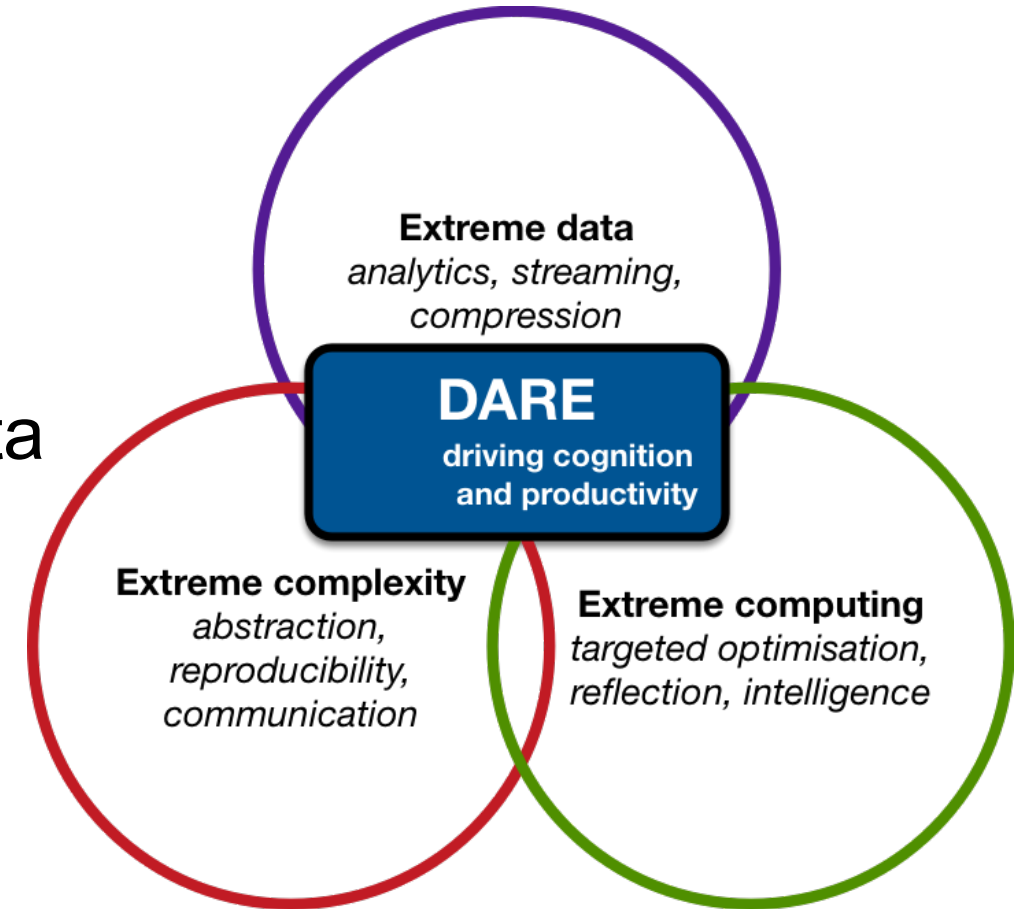 Extreme data
analytics, streaming,
compression
DARE
driving cognition
and productivity
ta
Extreme complexity
abstraction,
reproducibility,
communication
Extreme computing
targeted optimisation,
reflection, intelligence